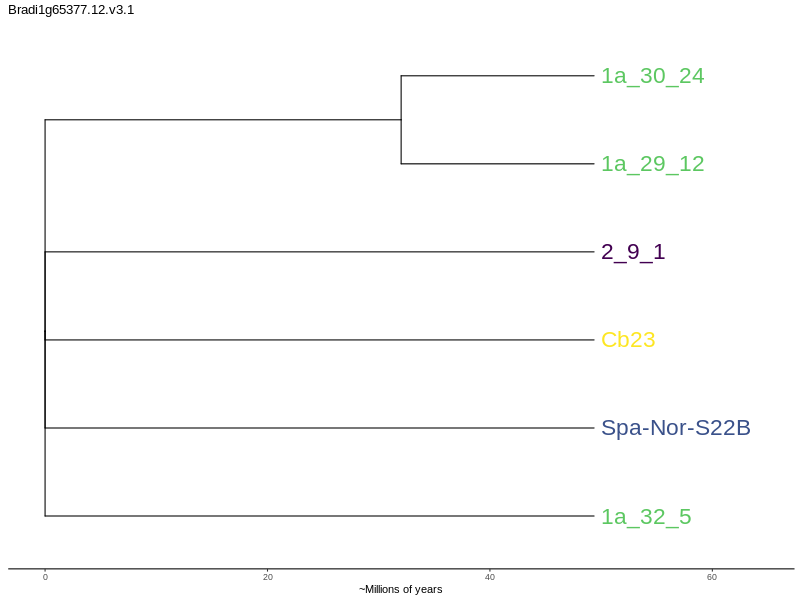 Bradi1g65377.12.v3.1
1a_30_24
1a_29_12
2_9_1
Cb23
Spa-Nor-S22B
1a_32_5
0 20 40 60
~Millions of years